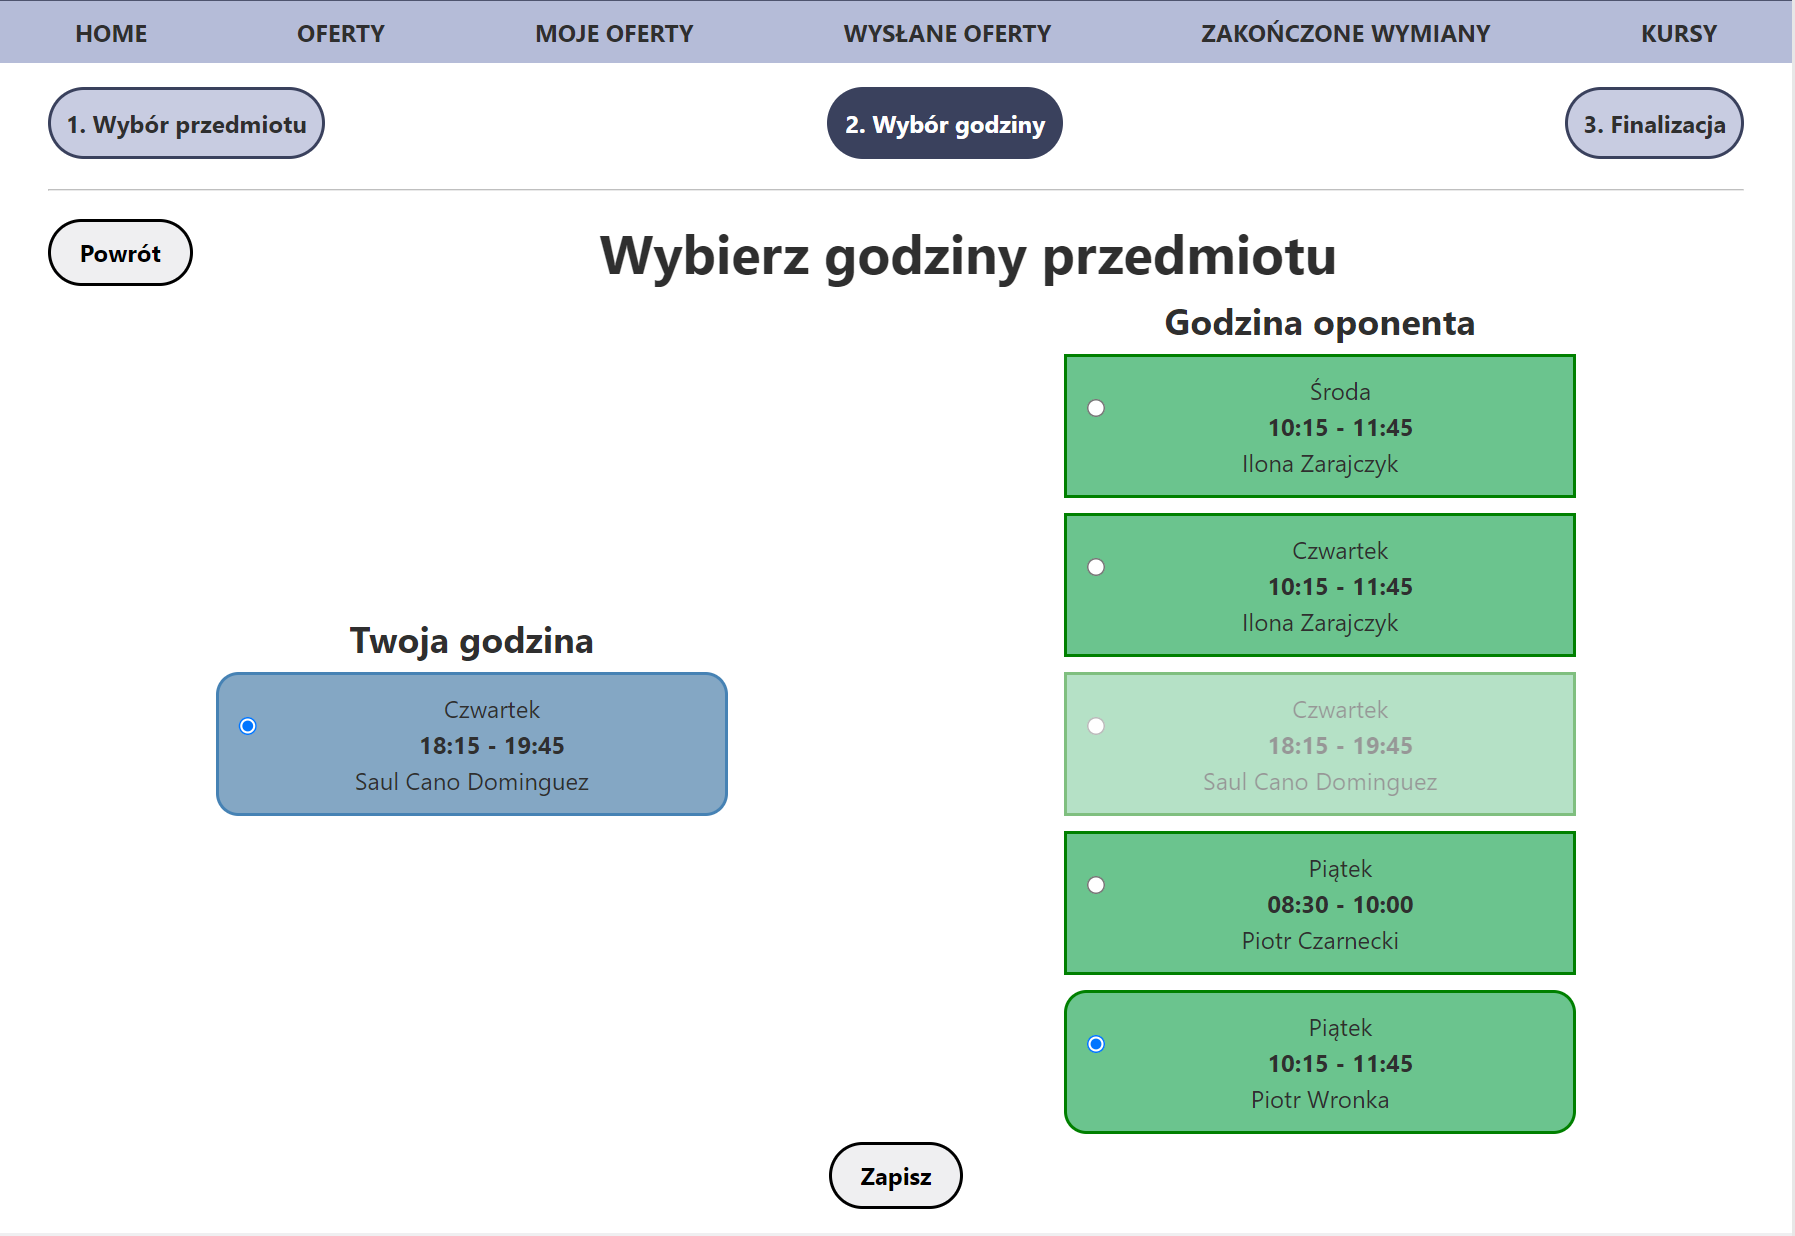 HOME OFERTY MOJE OFERTY WYSŁANE OFERTY ZAKOŃCZONE WYMIANY KURSY
1. Wybór przedmiotu 2. Wybór godziny 3. Finalizacja
Powrót
Wybierz godziny przedmiotu
Twoja godzina
Czwartek
18:15 - 19:45
Saul Cano Dominguez
Godzina oponenta
Środa
10:15 - 11:45
Ilona Zarajczyk
Czwartek
10:15 - 11:45
Ilona Zarajczyk
Czwartek
18:15 - 19:45
Saul Cano Dominguez
Piątek
08:30 - 10:00
Piotr Czarnecki
Piątek
10:15 - 11:45
Piotr Wronka
Zapisz